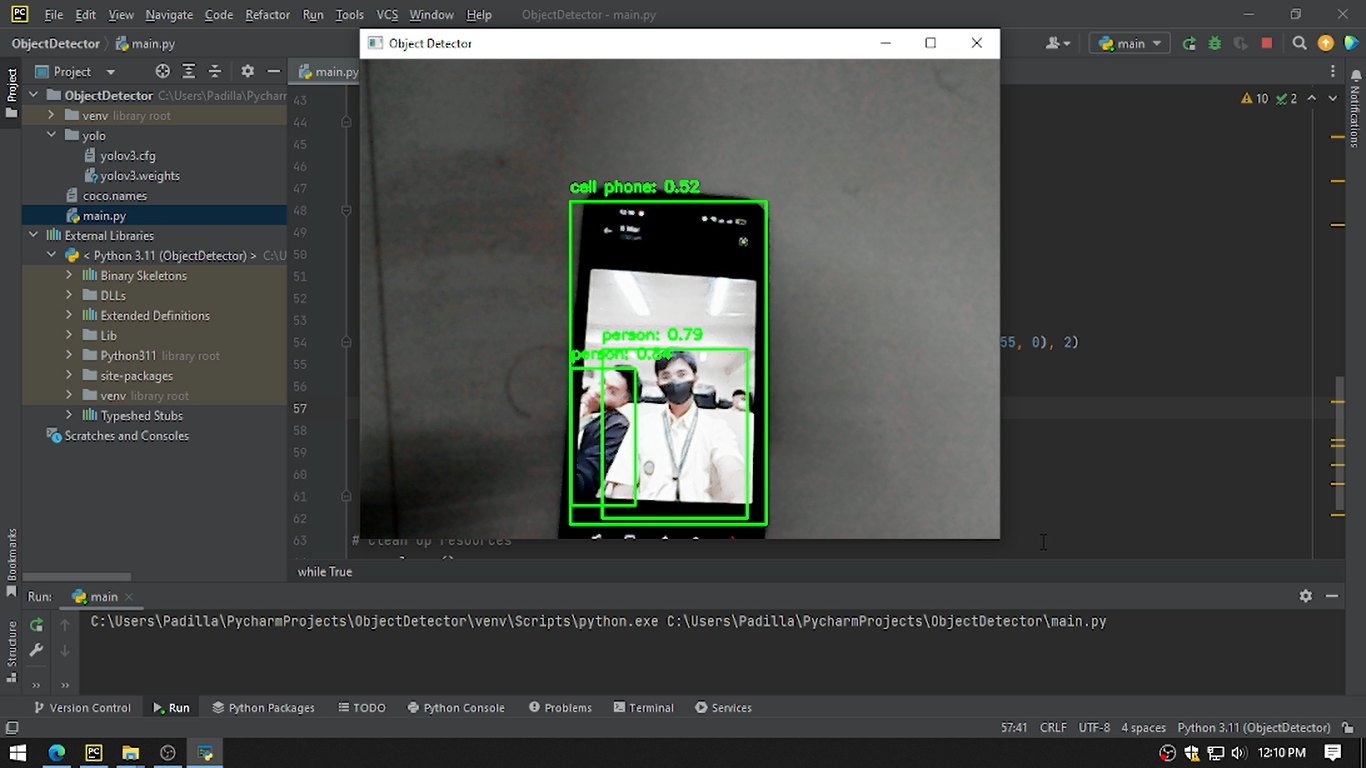 PC File Edit View Navigate Code Refactor Run Tools VCS Window Help ObjectDetector - main.py
ObjectDetector main.py main
Object Detector
Project
Project
main.py
10 2
Notifications
ObjectDetector C:\Users\Padilla\Pycharm
venv library root
yolo
yolov3.cfg
yolov3.weights
coco.names
main.py
External Libraries
< Python 3.11 (ObjectDetector) > C:\U
Binary Skeletons
DLLs
Extended Definitions
Lib
Python311 library root
site-packages
venv library root
Typeshed Stubs
Scratches and Consoles
43
44
45
46
47
48
49
50
51
52
53
54
55
56
57
58
59
60
61
62
63
cell phone: 0.52
person: 0.79
person:
55, 0), 2)
# Clean up resources
while True
Bookmarks
Structure
Run: main
C:\Users\Padilla\PycharmProjects\ObjectDetector\venv\Scripts\python.exe C:\Users\Padilla\PycharmProjects\ObjectDetector\main.py
Version Control Run Python Packages TODO Python Console Problems Terminal Services
57:41 CRLF UTF-8 4 spaces Python 3.11 (ObjectDetector)
PC 12:10 PM